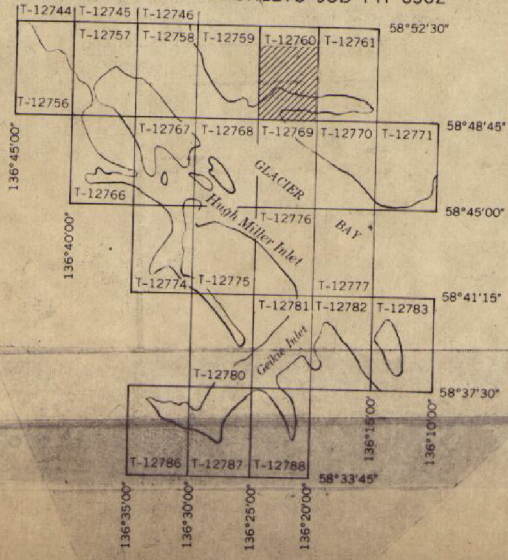 T-12744 T-12745 T-12746
58°52'30"
T-12757 T-12758 T-12759 T-12760 T-12761
T-12756
58°48'45"
T-12767 T-12768 T-12769 T-12770 T-12771
136°45'00"
GLACIER
T-12766
Hugh Miller Inlet
58°45'00"
T-12776
BAY
136°40'00"
T-12774 T-12775 T-12777
58°41'15"
T-12781 T-12782 T-12783
Geikie Inlet
T-12780
58°37'30"
136°15'00"
136°10'00"
T-12786 T-12787 T-12788
58°33'45"
136°35'00"
136°30'00"
136°25'00"
136°20'00"